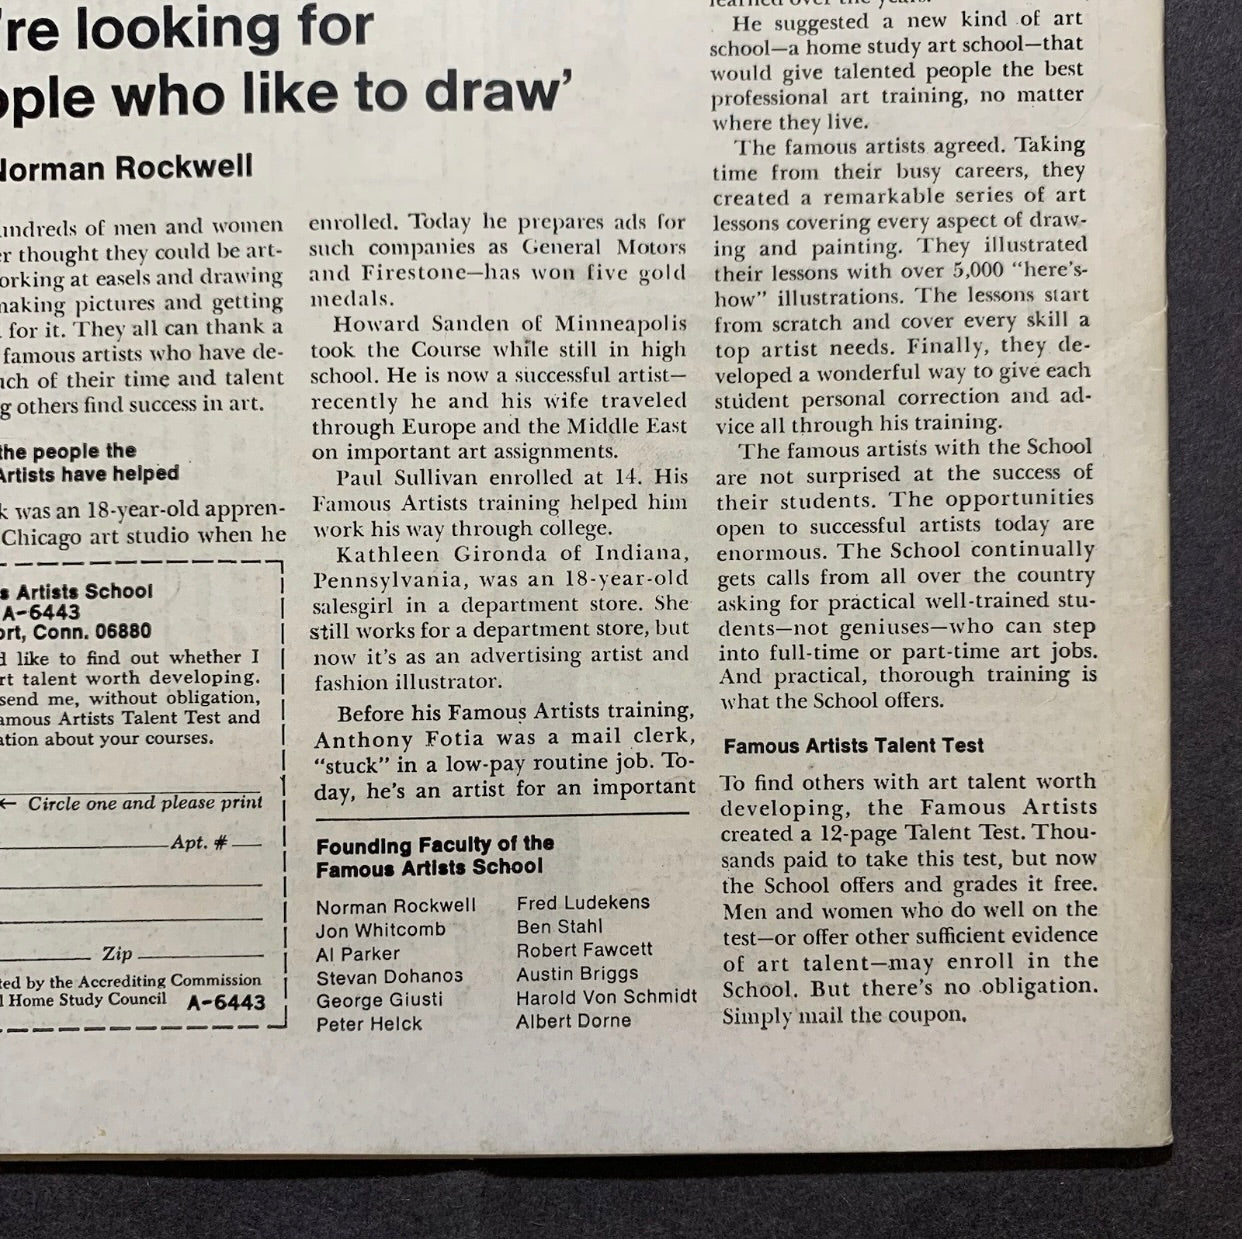 're looking for
ople who like to draw’
Norman Rockwell
undreds of men and women
er thought they could be art-
orking at easels and drawing
making pictures and getting
for it. They all can thank a
famous artists who have de-
uch of their time and talent
g others find success in art.
the people the
Artists have helped
k was an 18-year-old appren-
Chicago art studio when he
s Artists School
A-6443
ort, Conn. 06880
d like to find out whether I
rt talent worth developing.
send me, without obligation,
amous Artists Talent Test and
ation about your courses.
← Circle one and please print
Apt. #
Zip
ted by the Accrediting Commission
l Home Study Council A-6443
enrolled. Today he prepares ads for
such companies as General Motors
and Firestone—has won five gold
medals.
Howard Sanden of Minneapolis
took the Course while still in high
school. He is now a successful artist—
recently he and his wife traveled
through Europe and the Middle East
on important art assignments.
Paul Sullivan enrolled at 14. His
Famous Artists training helped him
work his way through college.
Kathleen Gironda of Indiana,
Pennsylvania, was an 18-year-old
salesgirl in a department store. She
still works for a department store, but
now it's as an advertising artist and
fashion illustrator.
Before his Famous Artists training,
Anthony Fotia was a mail clerk,
“stuck” in a low-pay routine job. To-
day, he's an artist for an important
Founding Faculty of the
Famous Artists School
Norman Rockwell
Jon Whitcomb
Al Parker
Stevan Dohanos
George Giusti
Peter Helck
Fred Ludekens
Ben Stahl
Robert Fawcett
Austin Briggs
Harold Von Schmidt
Albert Dorne
learned over the years.
He suggested a new kind of art
school—a home study art school—that
would give talented people the best
professional art training, no matter
where they live.
The famous artists agreed. Taking
time from their busy careers, they
created a remarkable series of art
lessons covering every aspect of draw-
ing and painting. They illustrated
their lessons with over 5,000 “here's-
how” illustrations. The lessons start
from scratch and cover every skill a
top artist needs. Finally, they de-
veloped a wonderful way to give each
student personal correction and ad-
vice all through his training.
The famous artists with the School
are not surprised at the success of
their students. The opportunities
open to successful artists today are
enormous. The School continually
gets calls from all over the country
asking for practical well-trained stu-
dents—not geniuses—who can step
into full-time or part-time art jobs.
And practical, thorough training is
what the School offers.
Famous Artists Talent Test
To find others with art talent worth
developing, the Famous Artists
created a 12-page Talent Test. Thou-
sands paid to take this test, but now
the School offers and grades it free.
Men and women who do well on the
test—or offer other sufficient evidence
of art talent—may enroll in the
School. But there's no obligation.
Simply mail the coupon.